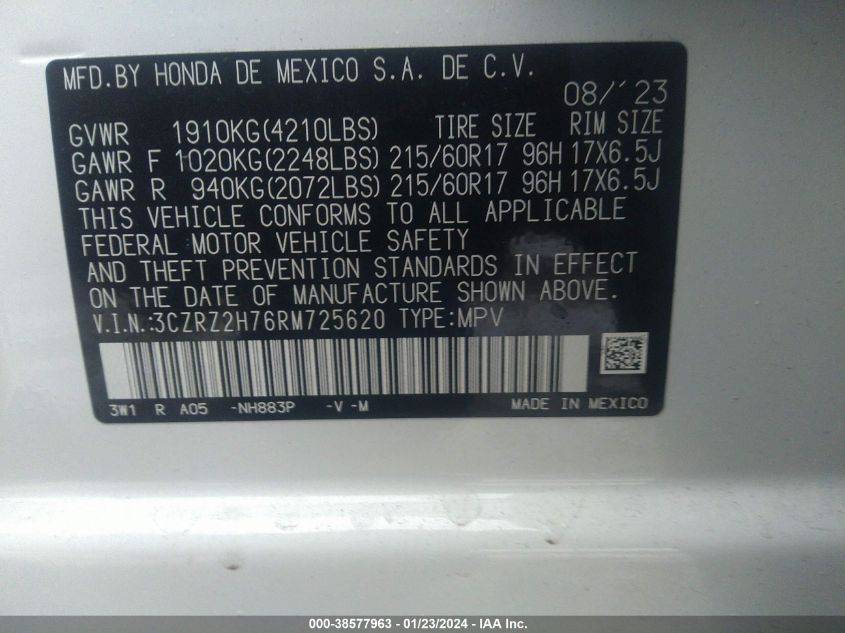 MFD.BY HONDA DE MEXICO S.A. DE C.V.
08/'23
GVWR 1910KG(4210LBS) TIRE SIZE RIM SIZE
GAWR F 1020KG(2248LBS) 215/60R17 96H 17X6.5J
GAWR R 940KG(2072LBS) 215/60R17 96H 17X6.5J
THIS VEHICLE CONFORMS TO ALL APPLICABLE
FEDERAL MOTOR VEHICLE SAFETY
AND THEFT PREVENTION STANDARDS IN EFFECT
ON THE DATE OF MANUFACTURE SHOWN ABOVE.
V.I.N.:3CZRZ2H76RM725620 TYPE:MPV
3W1 R A05 -NH883P -V -M MADE IN MEXICO
000-38577963 - 01/23/2024 - IAA Inc.